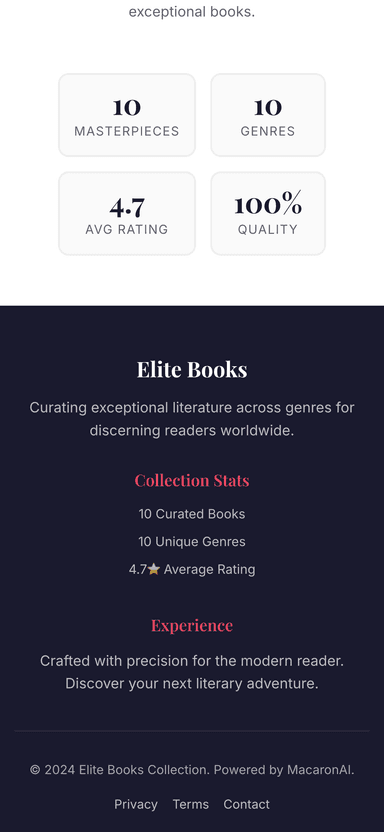 exceptional books.
10
MASTERPIECES
10
GENRES
4.7
AVG RATING
100%
QUALITY
Elite Books
Curating exceptional literature across genres for
discerning readers worldwide.
Collection Stats
10 Curated Books
10 Unique Genres
4.7⭐ Average Rating
Experience
Crafted with precision for the modern reader.
Discover your next literary adventure.
© 2024 Elite Books Collection. Powered by MacaronAI.
Privacy Terms Contact